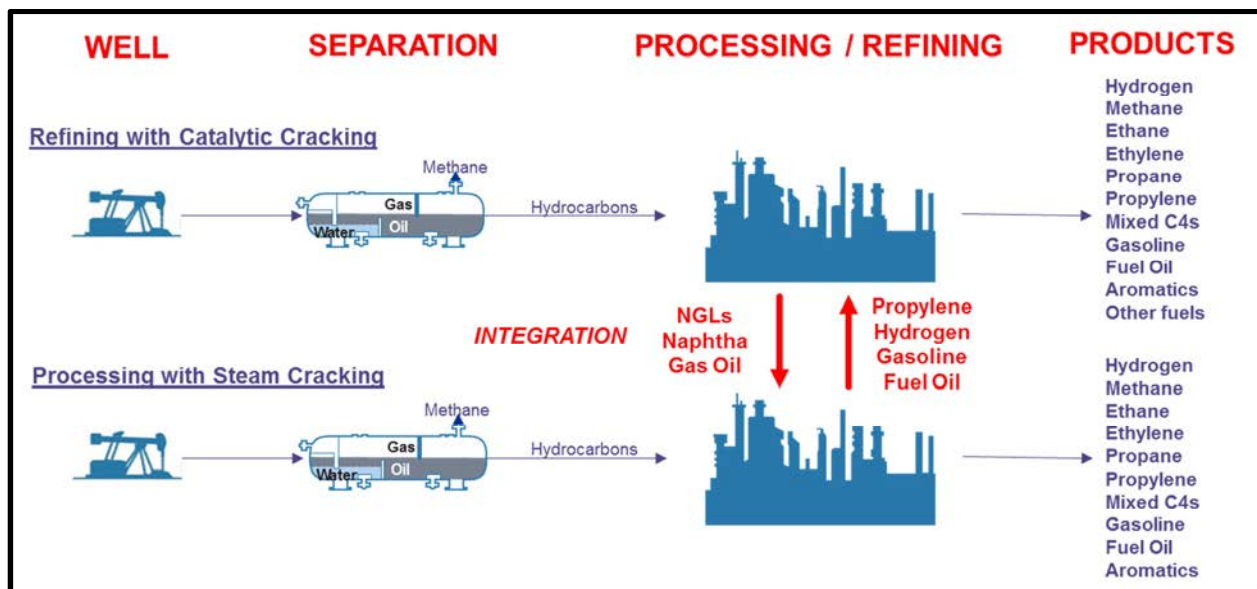 WELL
SEPARATION
PROCESSING / REFINING
PRODUCTS
Refining with Catalytic Cracking
Methane
Gas
Oil
Water
Hydrocarbons
Hydrogen
Methane
Ethane
Ethylene
Propane
Propylene
Mixed C4s
Gasoline
Fuel Oil
Aromatics
Other fuels
INTEGRATION
NGLs
Naphtha
Gas Oil
Propylene
Hydrogen
Gasoline
Fuel Oil
Processing with Steam Cracking
Methane
Gas
Oil
Water
Hydrocarbons
Hydrogen
Methane
Ethane
Ethylene
Propane
Propylene
Mixed C4s
Gasoline
Fuel Oil
Aromatics